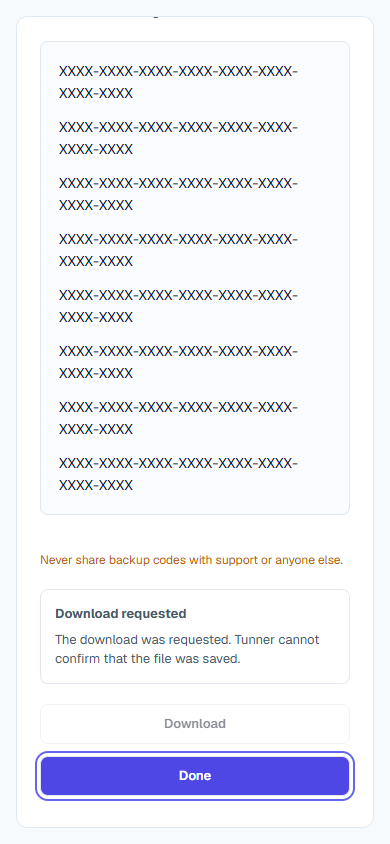 XXXX-XXXX-XXXX-XXXX-XXXX-XXXX-
XXXX-XXXX
XXXX-XXXX-XXXX-XXXX-XXXX-XXXX-
XXXX-XXXX
XXXX-XXXX-XXXX-XXXX-XXXX-XXXX-
XXXX-XXXX
XXXX-XXXX-XXXX-XXXX-XXXX-XXXX-
XXXX-XXXX
XXXX-XXXX-XXXX-XXXX-XXXX-XXXX-
XXXX-XXXX
XXXX-XXXX-XXXX-XXXX-XXXX-XXXX-
XXXX-XXXX
XXXX-XXXX-XXXX-XXXX-XXXX-XXXX-
XXXX-XXXX
XXXX-XXXX-XXXX-XXXX-XXXX-XXXX-
XXXX-XXXX
Never share backup codes with support or anyone else.
Download requested
The download was requested. Tunner cannot
confirm that the file was saved.
Download
Done